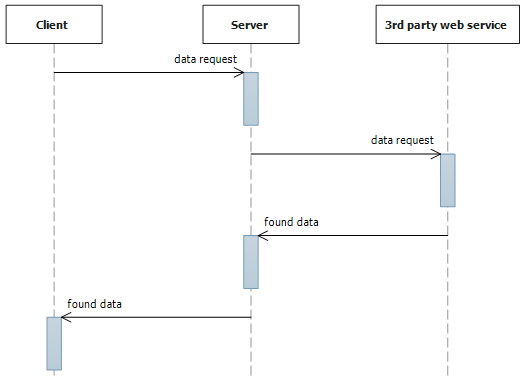 Client
Server
3rd party web service
data request
data request
found data
found data